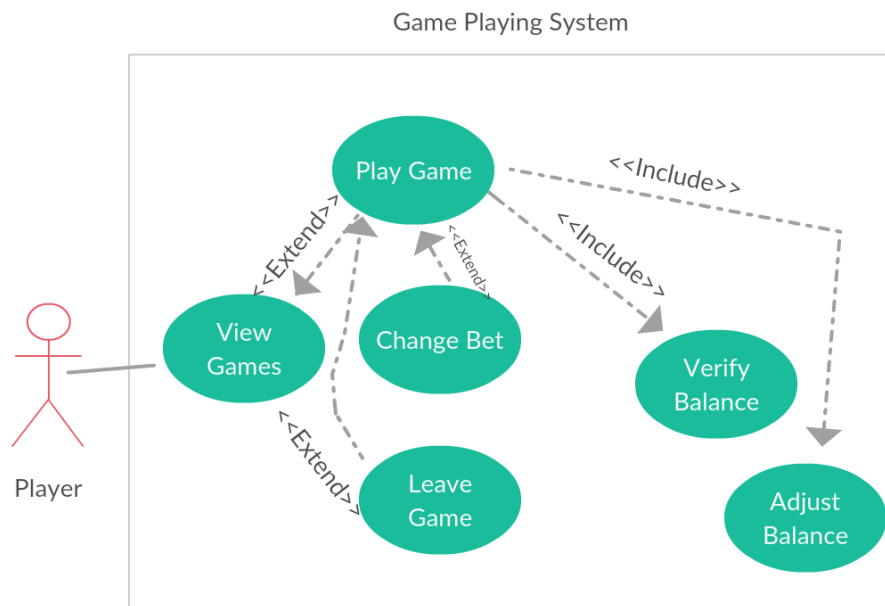 Game Playing System
Play Game
<<Include>>
<<Extend>>
<<Include>>
<<Extend>>
View
Games
Change Bet
Verify
Balance
<<Extend>>
Leave
Game
Player
Adjust
Balance